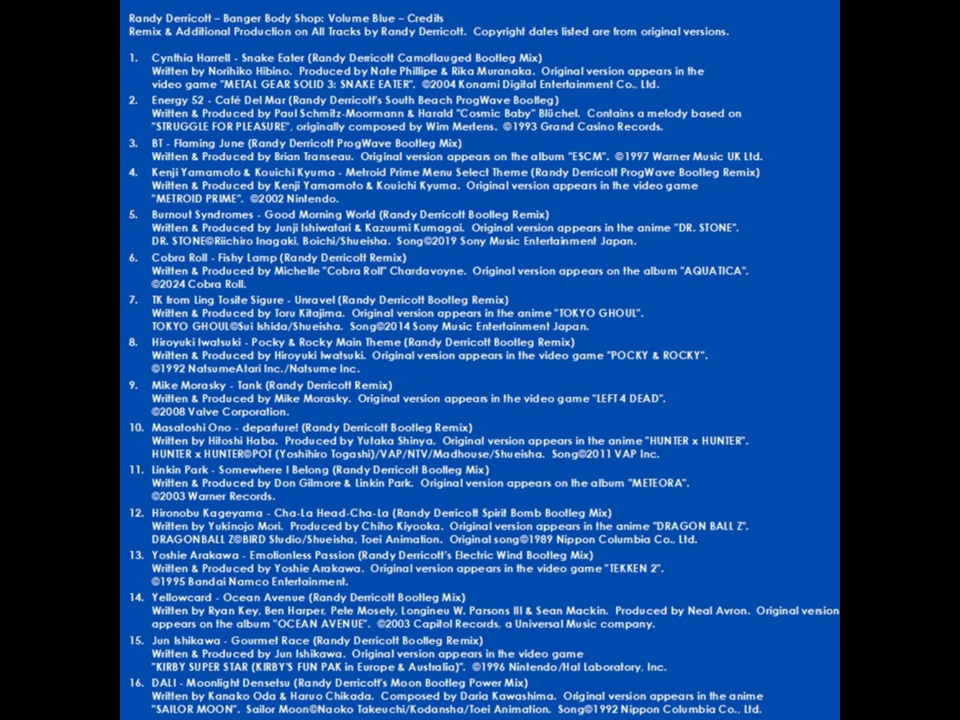 Randy Derricott – Banger Body Shop: Volume Blue – Credits
Remix & Additional Production on All Tracks by Randy Derricott. Copyright dates listed are from original versions.
1. Cynthia Harrell - Snake Eater (Randy Derricott Camoflauged Bootleg Mix)
Written by Norihiko Hibino. Produced by Nate Phillipe & Rika Muranaka. Original version appears in the
video game "METAL GEAR SOLID 3: SNAKE EATER". ©2004 Konami Digital Entertainment Co., Ltd.
2. Energy 52 - Café Del Mar (Randy Derricott's South Beach ProgWave Bootleg)
Written & Produced by Paul Schmitz-Moormann & Harald "Cosmic Baby" Blüchel. Contains a melody based on
"STRUGGLE FOR PLEASURE", originally composed by Wim Mertens. ©1993 Grand Casino Records.
3. BT - Flaming June (Randy Derricott ProgWave Bootleg Mix)
Written & Produced by Brian Transeau. Original version appears on the album "ESCM". ©1997 Warner Music UK Ltd.
4. Kenji Yamamoto & Kouichi Kyuma - Metroid Prime Menu Select Theme (Randy Derricott ProgWave Bootleg Remix)
Written & Produced by Kenji Yamamoto & Kouichi Kyuma. Original version appears in the video game
"METROID PRIME". ©2002 Nintendo.
5. Burnout Syndromes - Good Morning World (Randy Derricott Bootleg Remix)
Written & Produced by Junji Ishiwatari & Kazuumi Kumagai. Original version appears in the anime "DR. STONE".
DR. STONE©Riichiro Inagaki, Boichi/Shueisha. Song©2019 Sony Music Entertainment Japan.
6. Cobra Roll - Fishy Lamp (Randy Derricott Remix)
Written & Produced by Michelle "Cobra Roll" Chardavoyne. Original version appears on the album "AQUATICA".
©2024 Cobra Roll.
7. TK from Ling Tosite Sigure - Unravel (Randy Derricott Bootleg Remix)
Written & Produced by Toru Kitajima. Original version appears in the anime "TOKYO GHOUL".
TOKYO GHOUL©Sui Ishida/Shueisha. Song©2014 Sony Music Entertainment Japan.
8. Hiroyuki Iwatsuki - Pocky & Rocky Main Theme (Randy Derricott Bootleg Remix)
Written & Produced by Hiroyuki Iwatsuki. Original version appears in the video game "POCKY & ROCKY".
©1992 NatsumeAtari Inc./Natsume Inc.
9. Mike Morasky - Tank (Randy Derricott Remix)
Written & Produced by Mike Morasky. Original version appears in the video game "LEFT 4 DEAD".
©2008 Valve Corporation.
10. Masatoshi Ono - departure! (Randy Derricott Bootleg Remix)
Written by Hitoshi Haba. Produced by Yutaka Shinya. Original version appears in the anime "HUNTER x HUNTER".
HUNTER x HUNTER©POT (Yoshihiro Togashi)/VAP/NTV/Madhouse/Shueisha. Song©2011 VAP Inc.
11. Linkin Park - Somewhere I Belong (Randy Derricott Bootleg Mix)
Written & Produced by Don Gilmore & Linkin Park. Original version appears on the album "METEORA".
©2003 Warner Records.
12. Hironobu Kageyama - Cha-La Head-Cha-La (Randy Derricott Spirit Bomb Bootleg Mix)
Written by Yukinojo Mori. Produced by Chiho Kiyooka. Original version appears in the anime "DRAGON BALL Z".
DRAGONBALL Z©BIRD Studio/Shueisha, Toei Animation. Original song©1989 Nippon Columbia Co., Ltd.
13. Yoshie Arakawa - Emotionless Passion (Randy Derricott's Electric Wind Bootleg Mix)
Written & Produced by Yoshie Arakawa. Original version appears in the video game "TEKKEN 2".
©1995 Bandai Namco Entertainment.
14. Yellowcard - Ocean Avenue (Randy Derricott Bootleg Mix)
Written by Ryan Key, Ben Harper, Pete Mosely, Longineu W. Parsons III & Sean Mackin. Produced by Neal Avron. Original version
appears on the album "OCEAN AVENUE". ©2003 Capitol Records, a Universal Music company.
15. Jun Ishikawa - Gourmet Race (Randy Derricott Bootleg Remix)
Written & Produced by Jun Ishikawa. Original version appears in the video game
"KIRBY SUPER STAR (KIRBY'S FUN PAK in Europe & Australia)". ©1996 Nintendo/Hal Laboratory, Inc.
16. DALI - Moonlight Densetsu (Randy Derricott's Moon Bootleg Power Mix)
Written by Kanako Oda & Haruo Chikada. Composed by Daria Kawashima. Original version appears in the anime
"SAILOR MOON". Sailor Moon©Naoko Takeuchi/Kodansha/Toei Animation. Song©1992 Nippon Columbia Co., Ltd.